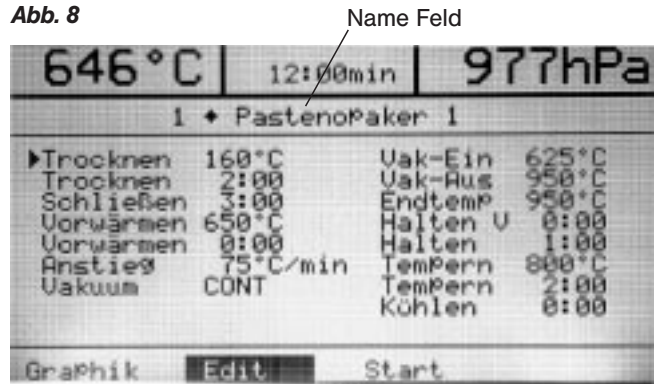 Abb. 8
Name Feld
646°C 12:00min 977hPa
1 ♦ Pastenopaker 1
Trocknen 160°C Vak-Ein 625°C
Trocknen 2:00 Vak-Aus 950°C
Schließen 3:00 Endtemp 950°C
Vorwärmen 650°C Halten V 0:00
Vorwärmen 0:00 Halten 1:00
Anstieg 75°C/min Tempern 800°C
Vakuum CONT Tempern 2:00
Kühlen 0:00
Graphik Edit Start